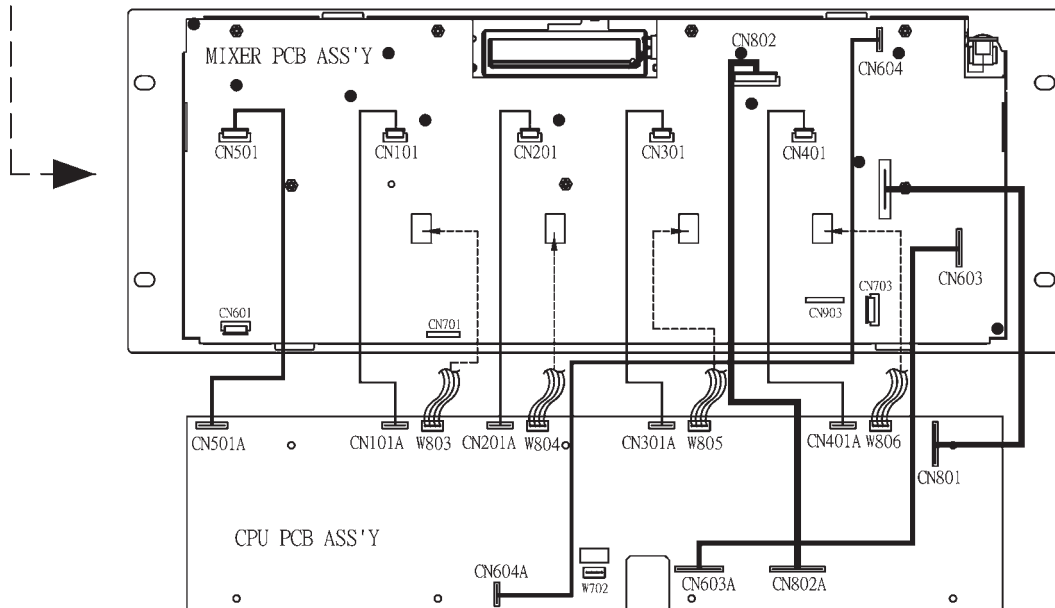 CN802
MIXER PCB ASS'Y
CN604
CN501
CN101
CN201
CN301
CN401
CN603
CN703
CN601
CN701
CN903
CN501A
CN101A
W803
CN201A
W804
CN301A
W805
CN401A
W806
CN801
CPU PCB ASS'Y
CN604A
W702
CN603A
CN802A